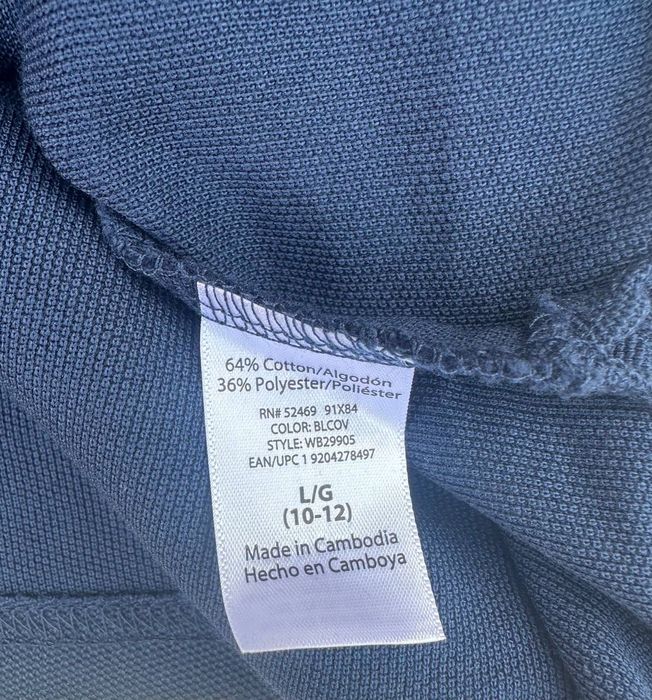 64% Cotton/Algodón
36% Polyester/Poliéster
RN# 52469 91X84
COLOR: BLCOV
STYLE: WB29905
EAN/UPC 1 9204278497
L/G
(10-12)
Made in Cambodia
Hecho en Camboya